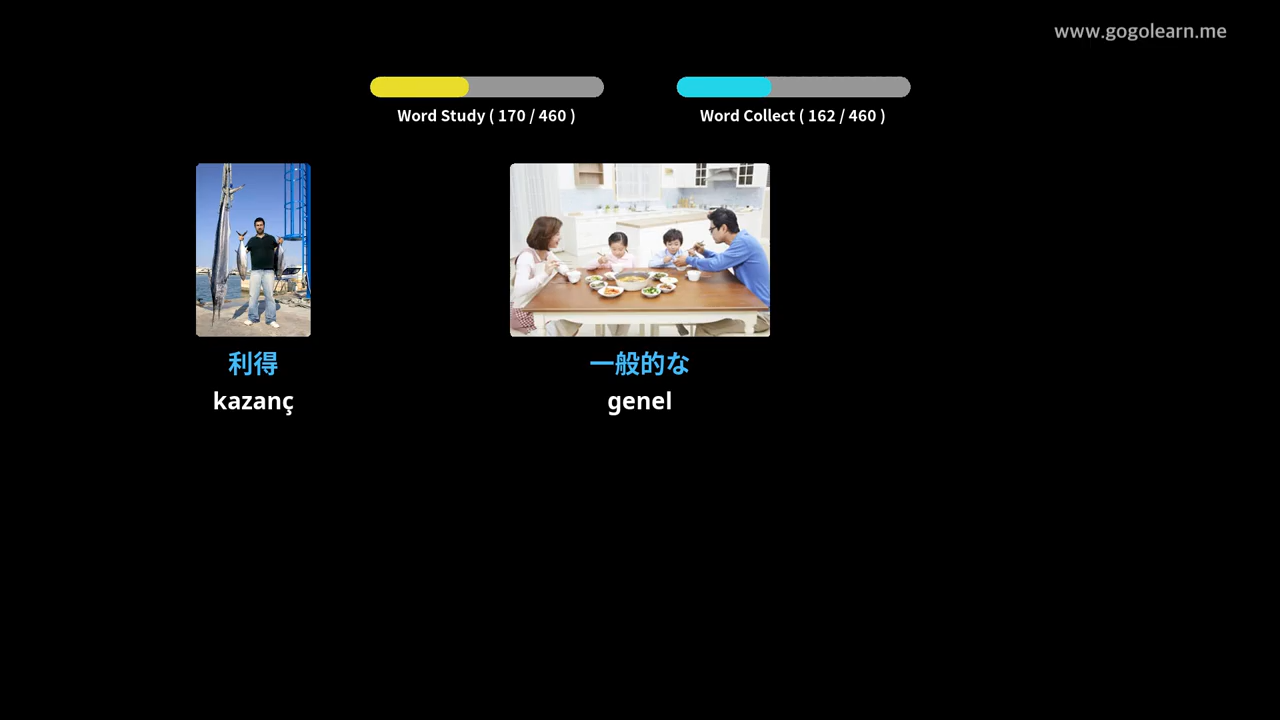 www.gogolearn.me
Word Study ( 170 / 460 )
Word Collect ( 162 / 460 )
利得
kazanç
一般的な
genel